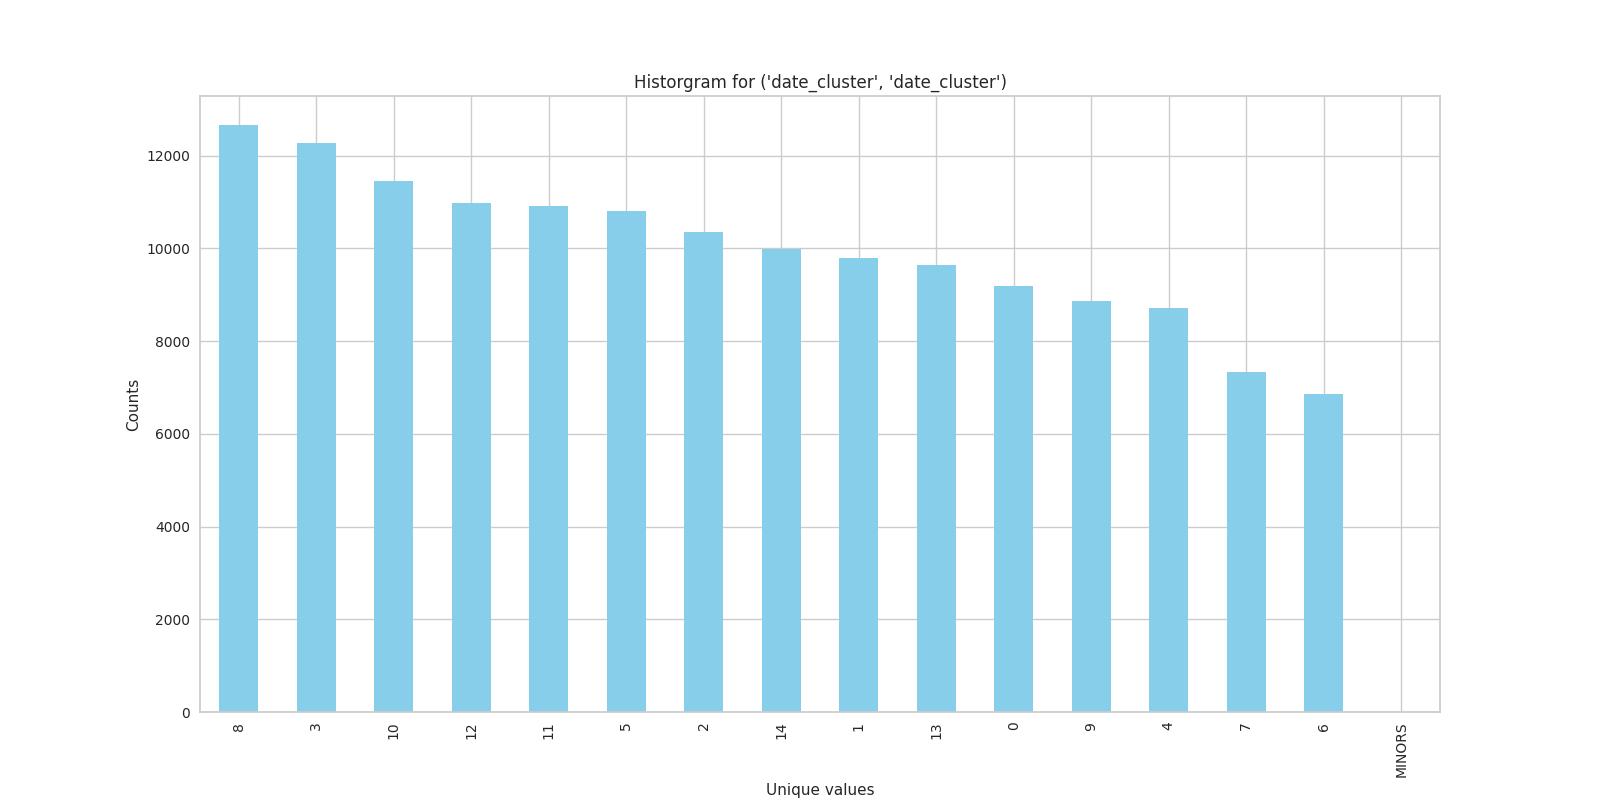 Historgram for ('date_cluster', 'date_cluster')
12000
10000
8000
6000
4000
2000
0
Counts
8 3 10 12 11 5 2 14 1 13 0 9 4 7 6 MINORS
Unique values